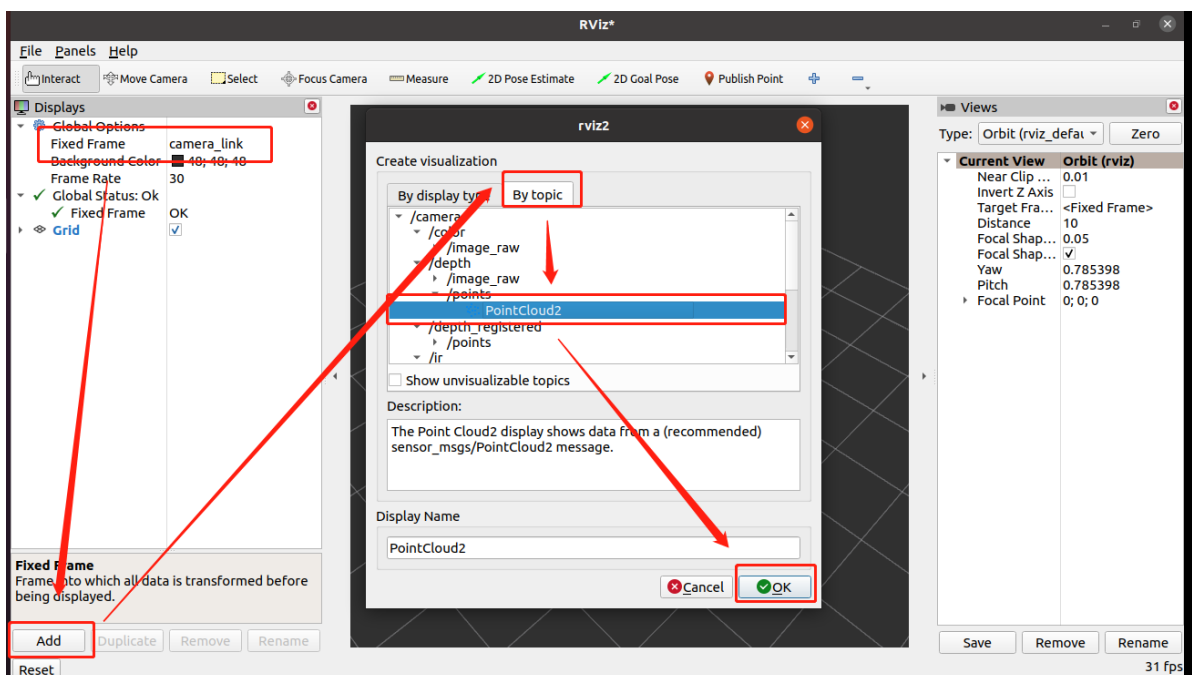 RViz*
File Panels Help
Interact Move Camera Select Focus Camera Measure 2D Pose Estimate 2D Goal Pose Publish Point
Displays
Global Options
Fixed Frame camera_link
Background Color 48; 48; 48
Frame Rate 30
Global Status: Ok
Fixed Frame OK
Grid
Fixed Frame
Frame into which all data is transformed before
being displayed.
Add Duplicate Remove Rename
Reset
rviz2
Create visualization
By display type By topic
/camera
/color
/image_raw
/depth
/image_raw
/points
PointCloud2
/depth_registered
/points
/ir
Show unvisualizable topics
Description:
The Point Cloud2 display shows data from a (recommended)
sensor_msgs/PointCloud2 message.
Display Name
PointCloud2
Cancel OK
Views
Type: Orbit (rviz_defau Zero
Current View Orbit (rviz)
Near Clip ... 0.01
Invert Z Axis
Target Fra... <Fixed Frame>
Distance 10
Focal Shap... 0.05
Focal Shap...
Yaw 0.785398
Pitch 0.785398
Focal Point 0; 0; 0
Save Remove Rename
31 fps